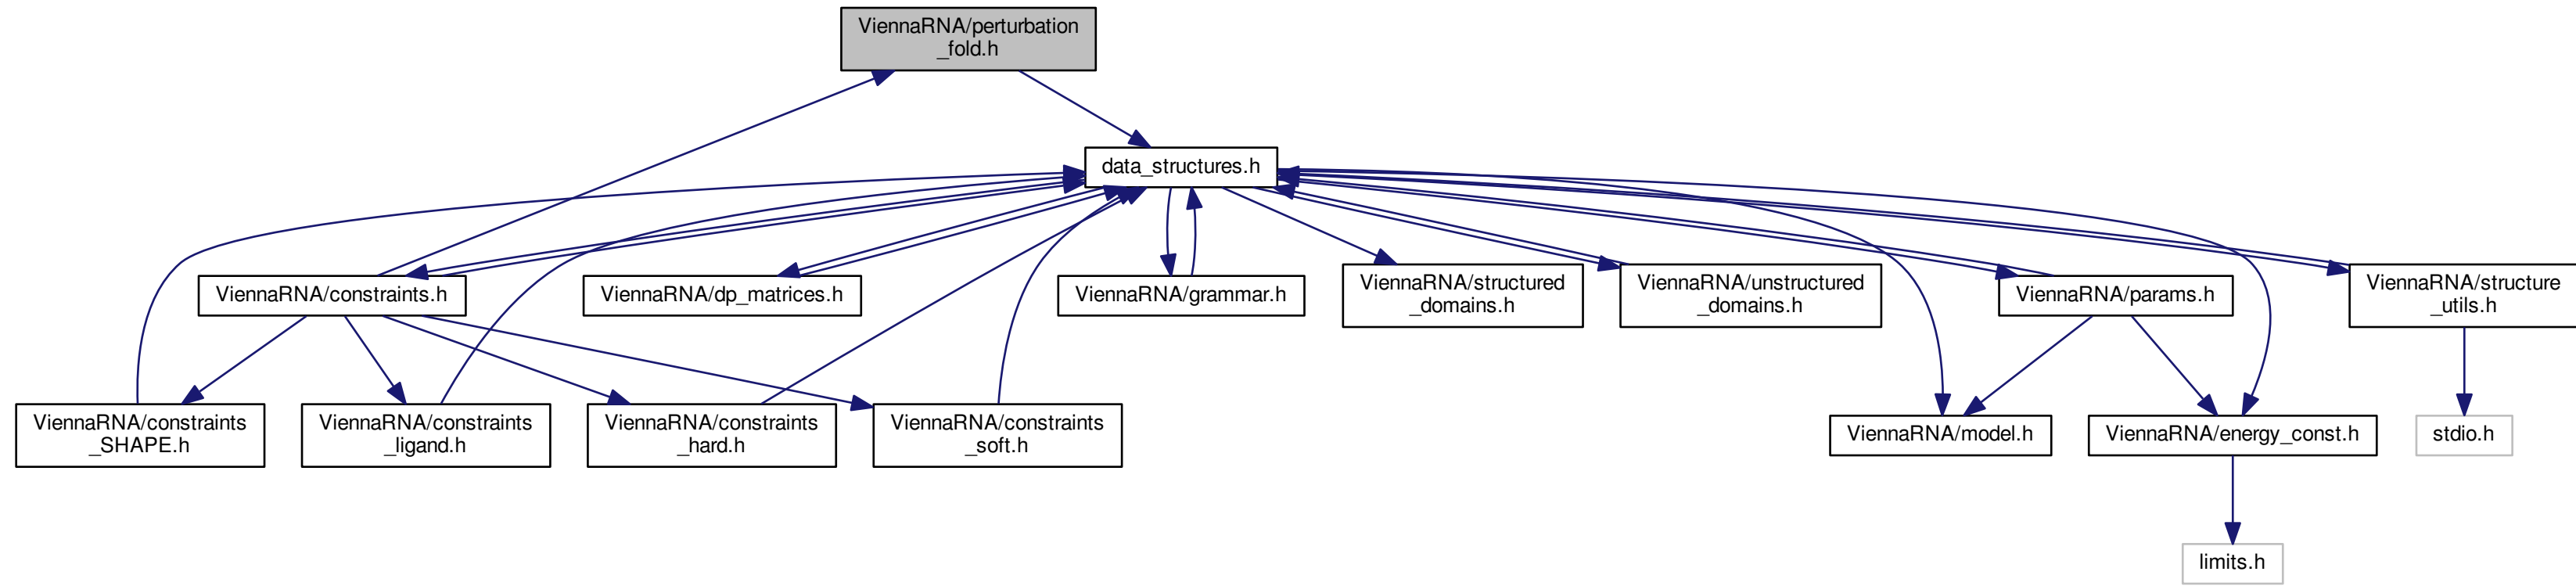 ViennaRNA/perturbation
_fold.h
data_structures.h
ViennaRNA/constraints.h
ViennaRNA/dp_matrices.h
ViennaRNA/grammar.h
ViennaRNA/structured
_domains.h
ViennaRNA/unstructured
_domains.h
ViennaRNA/params.h
ViennaRNA/structure
_utils.h
ViennaRNA/constraints
_SHAPE.h
ViennaRNA/constraints
_ligand.h
ViennaRNA/constraints
_hard.h
ViennaRNA/constraints
_soft.h
ViennaRNA/model.h
ViennaRNA/energy_const.h
stdio.h
limits.h